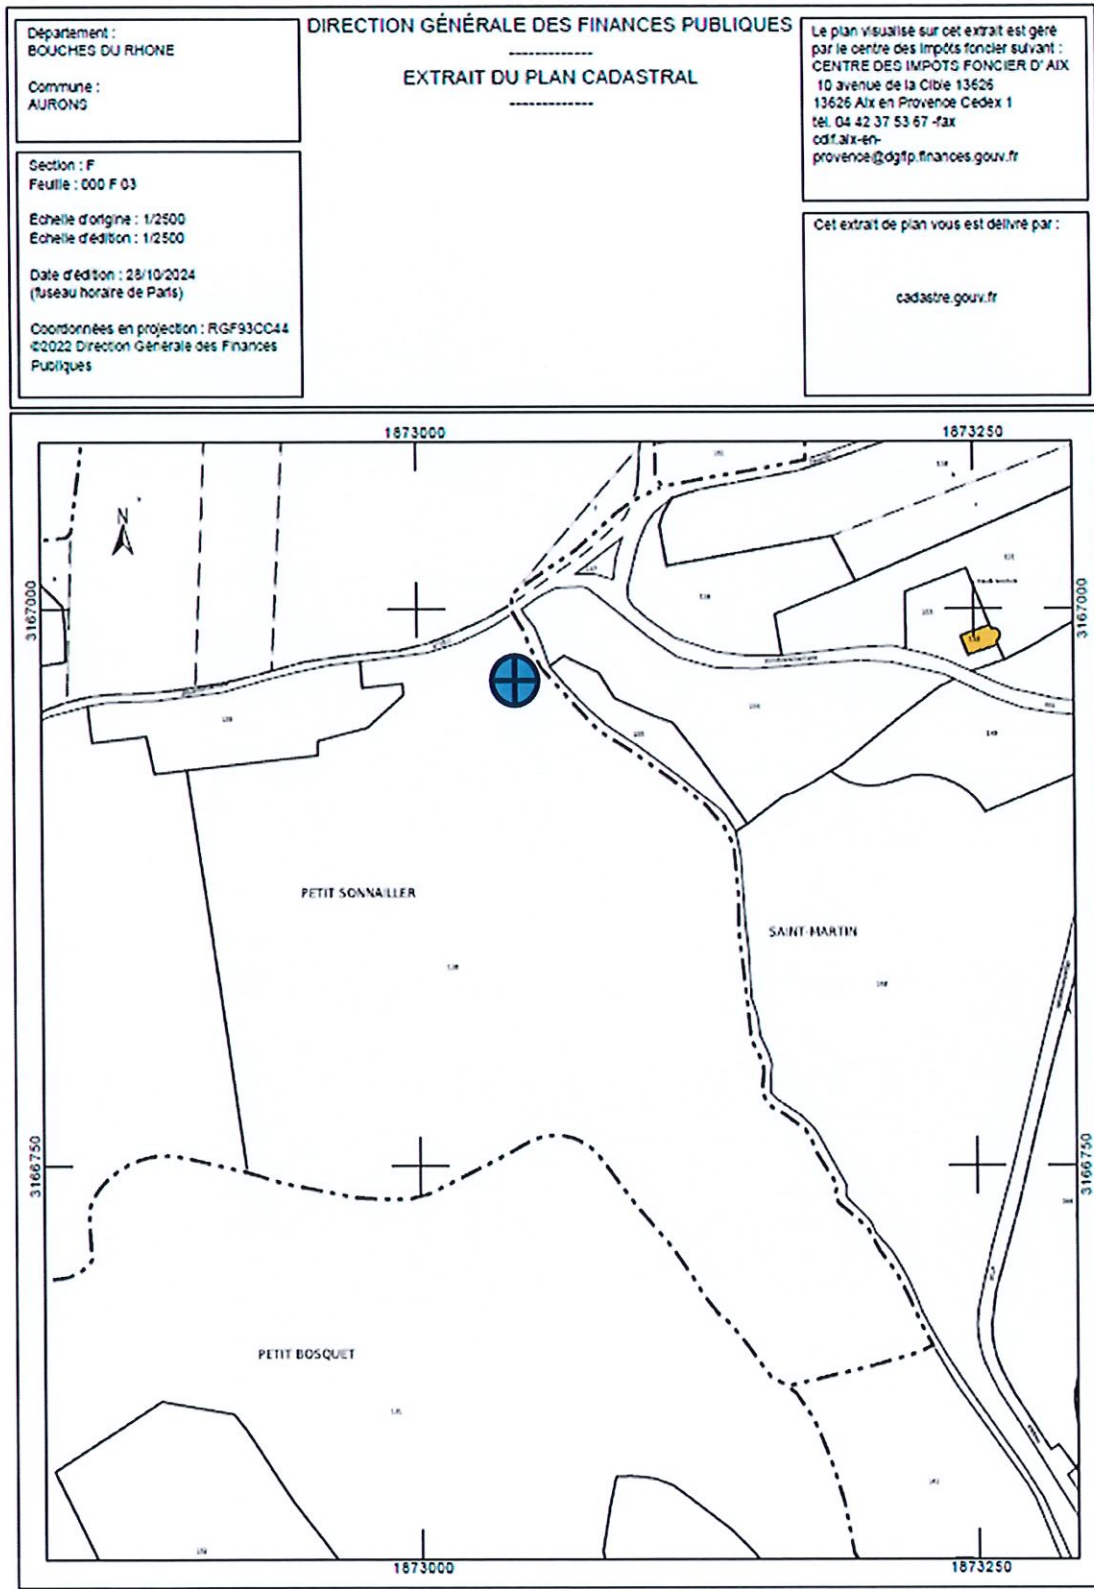 Département :
BOUCHES DU RHONE
Commune :
AURONS
Section : F
Feuille : 000 F 03
Échelle d'origine : 1/2500
Échelle d'édition : 1/2500
Date d'édition : 28/10/2024
(fuseau horaire de Paris)
Coordonnées en projection : RGF93CC44
©2022 Direction Générale des Finances
Publiques
DIRECTION GÉNÉRALE DES FINANCES PUBLIQUES
-------------
EXTRAIT DU PLAN CADASTRAL
-------------
Le plan visualisé sur cet extrait est géré
par le centre des impôts foncier suivant :
CENTRE DES IMPOTS FONCIER D' AIX
10 avenue de la Cible 13626
13626 Aix en Provence Cedex 1
tél. 04 42 37 53 67 -fax
cdif.aix-en-
provence@dgfip.finances.gouv.fr
Cet extrait de plan vous est délivré par :
cadastre.gouv.fr
1873000
1873250
N
3167000
3167000
PETIT SONNAILLER
SAINT-MARTIN
3166750
3166750
PETIT BOSQUET
1873000
1873250